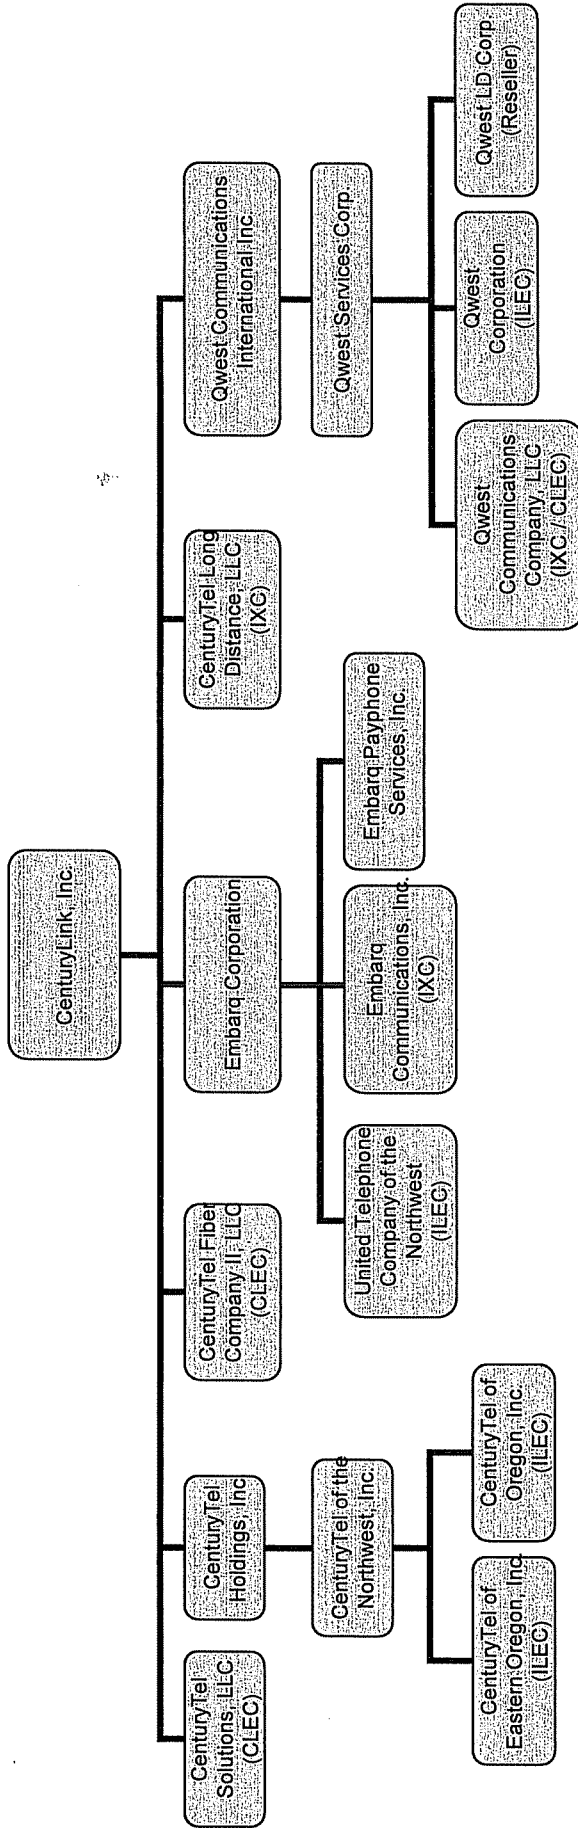 CenturyLink, Inc.
CenturyTel
Solutions, LLC
(CLEC)
CenturyTel
Holdings, Inc
CenturyTel Fiber
Company II, LLC
(CLEC)
Embarq Corporation
CenturyTel Long
Distance, LLC
(IXC)
Qwest Communications
International Inc
CenturyTel of the
Northwest, Inc.
Qwest Services Corp
United Telephone
Company of the
Northwest
(ILEC)
Embarq
Communications, Inc.
(IXC)
Embarq Payphone
Services, Inc.
CenturyTel of
Eastern Oregon, Inc.
(ILEC)
CenturyTel of
Oregon, Inc.
(ILEC)
Qwest
Communications
Company, LLC
(IXC / CLEC)
Qwest
Corporation
(ILEC)
Qwest LD Corp
(Reseller)